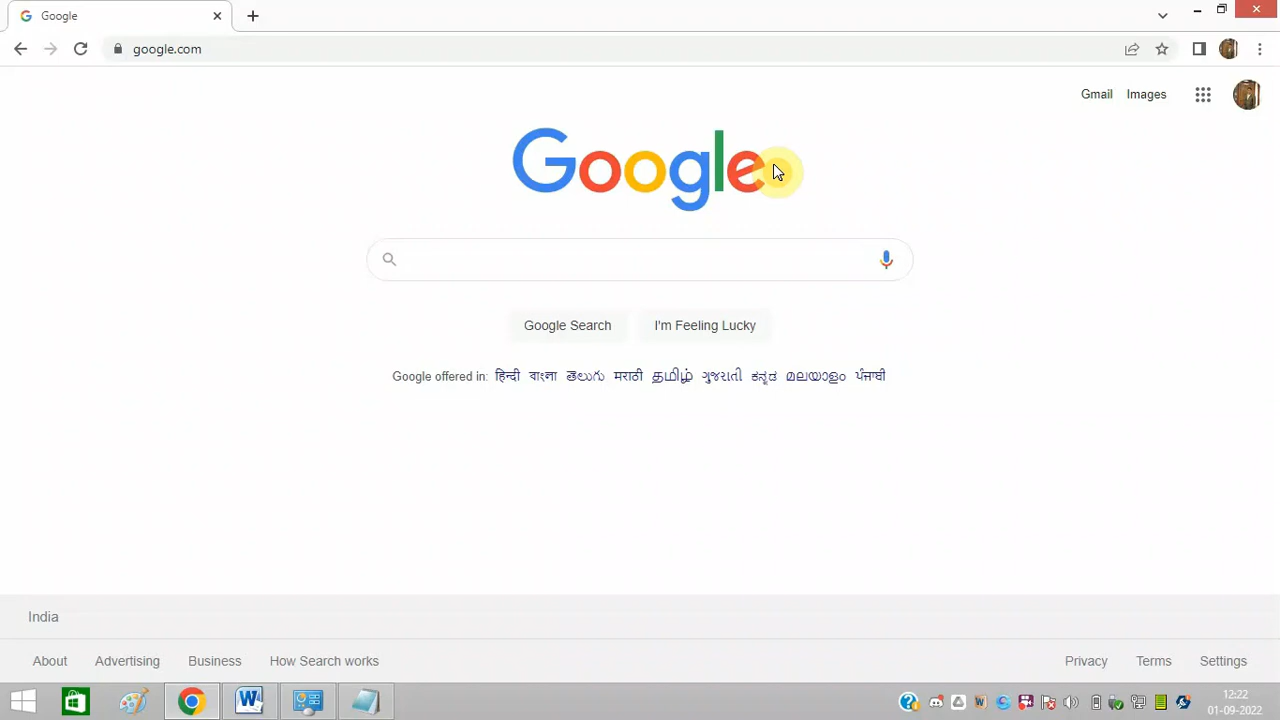 Google
google.com
Gmail Images
Google
Google Search I'm Feeling Lucky
Google offered in: हिन्दी বাংলা తెలుగు मराठी தமிழ் ગુજરાતી ಕನ್ನಡ മലയാളം ਪੰਜਾਬੀ
India
About Advertising Business How Search works Privacy Terms Settings
12:22
01-09-2022